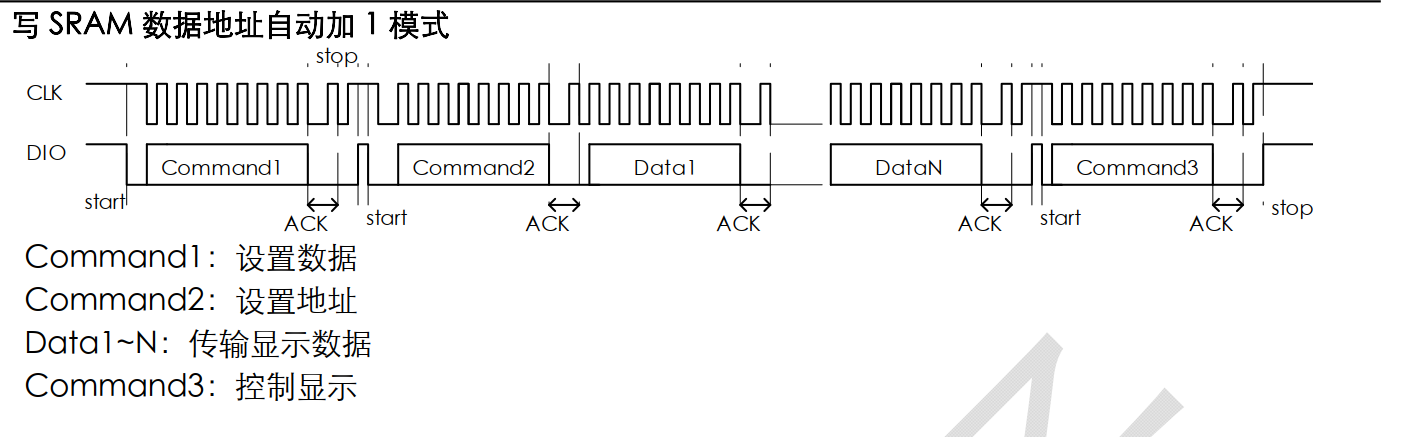 写 SRAM 数据地址自动加 1 模式
stop
CLK
DIO
Command1 Command2 Data1 DataN Command3
start ACK start ACK ACK ACK start ACK stop
Command1：设置数据
Command2：设置地址
Data1~N：传输显示数据
Command3：控制显示